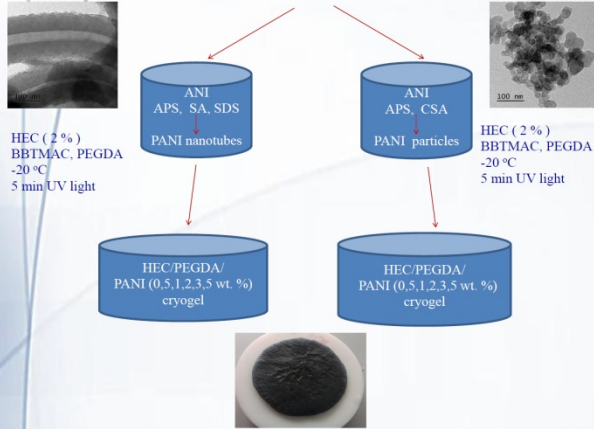 ANI
APS, SA, SDS
PANI nanotubes
ANI
APS, CSA
PANI particles
100 nm
HEC ( 2 % )
BBTMAC, PEGDA
-20 °C
5 min UV light
HEC ( 2 % )
BBTMAC, PEGDA
-20 °C
5 min UV light
HEC/PEGDA/
PANI (0,5,1,2,3,5 wt. %)
cryogel
HEC/PEGDA/
PANI (0,5,1,2,3,5 wt. %)
cryogel